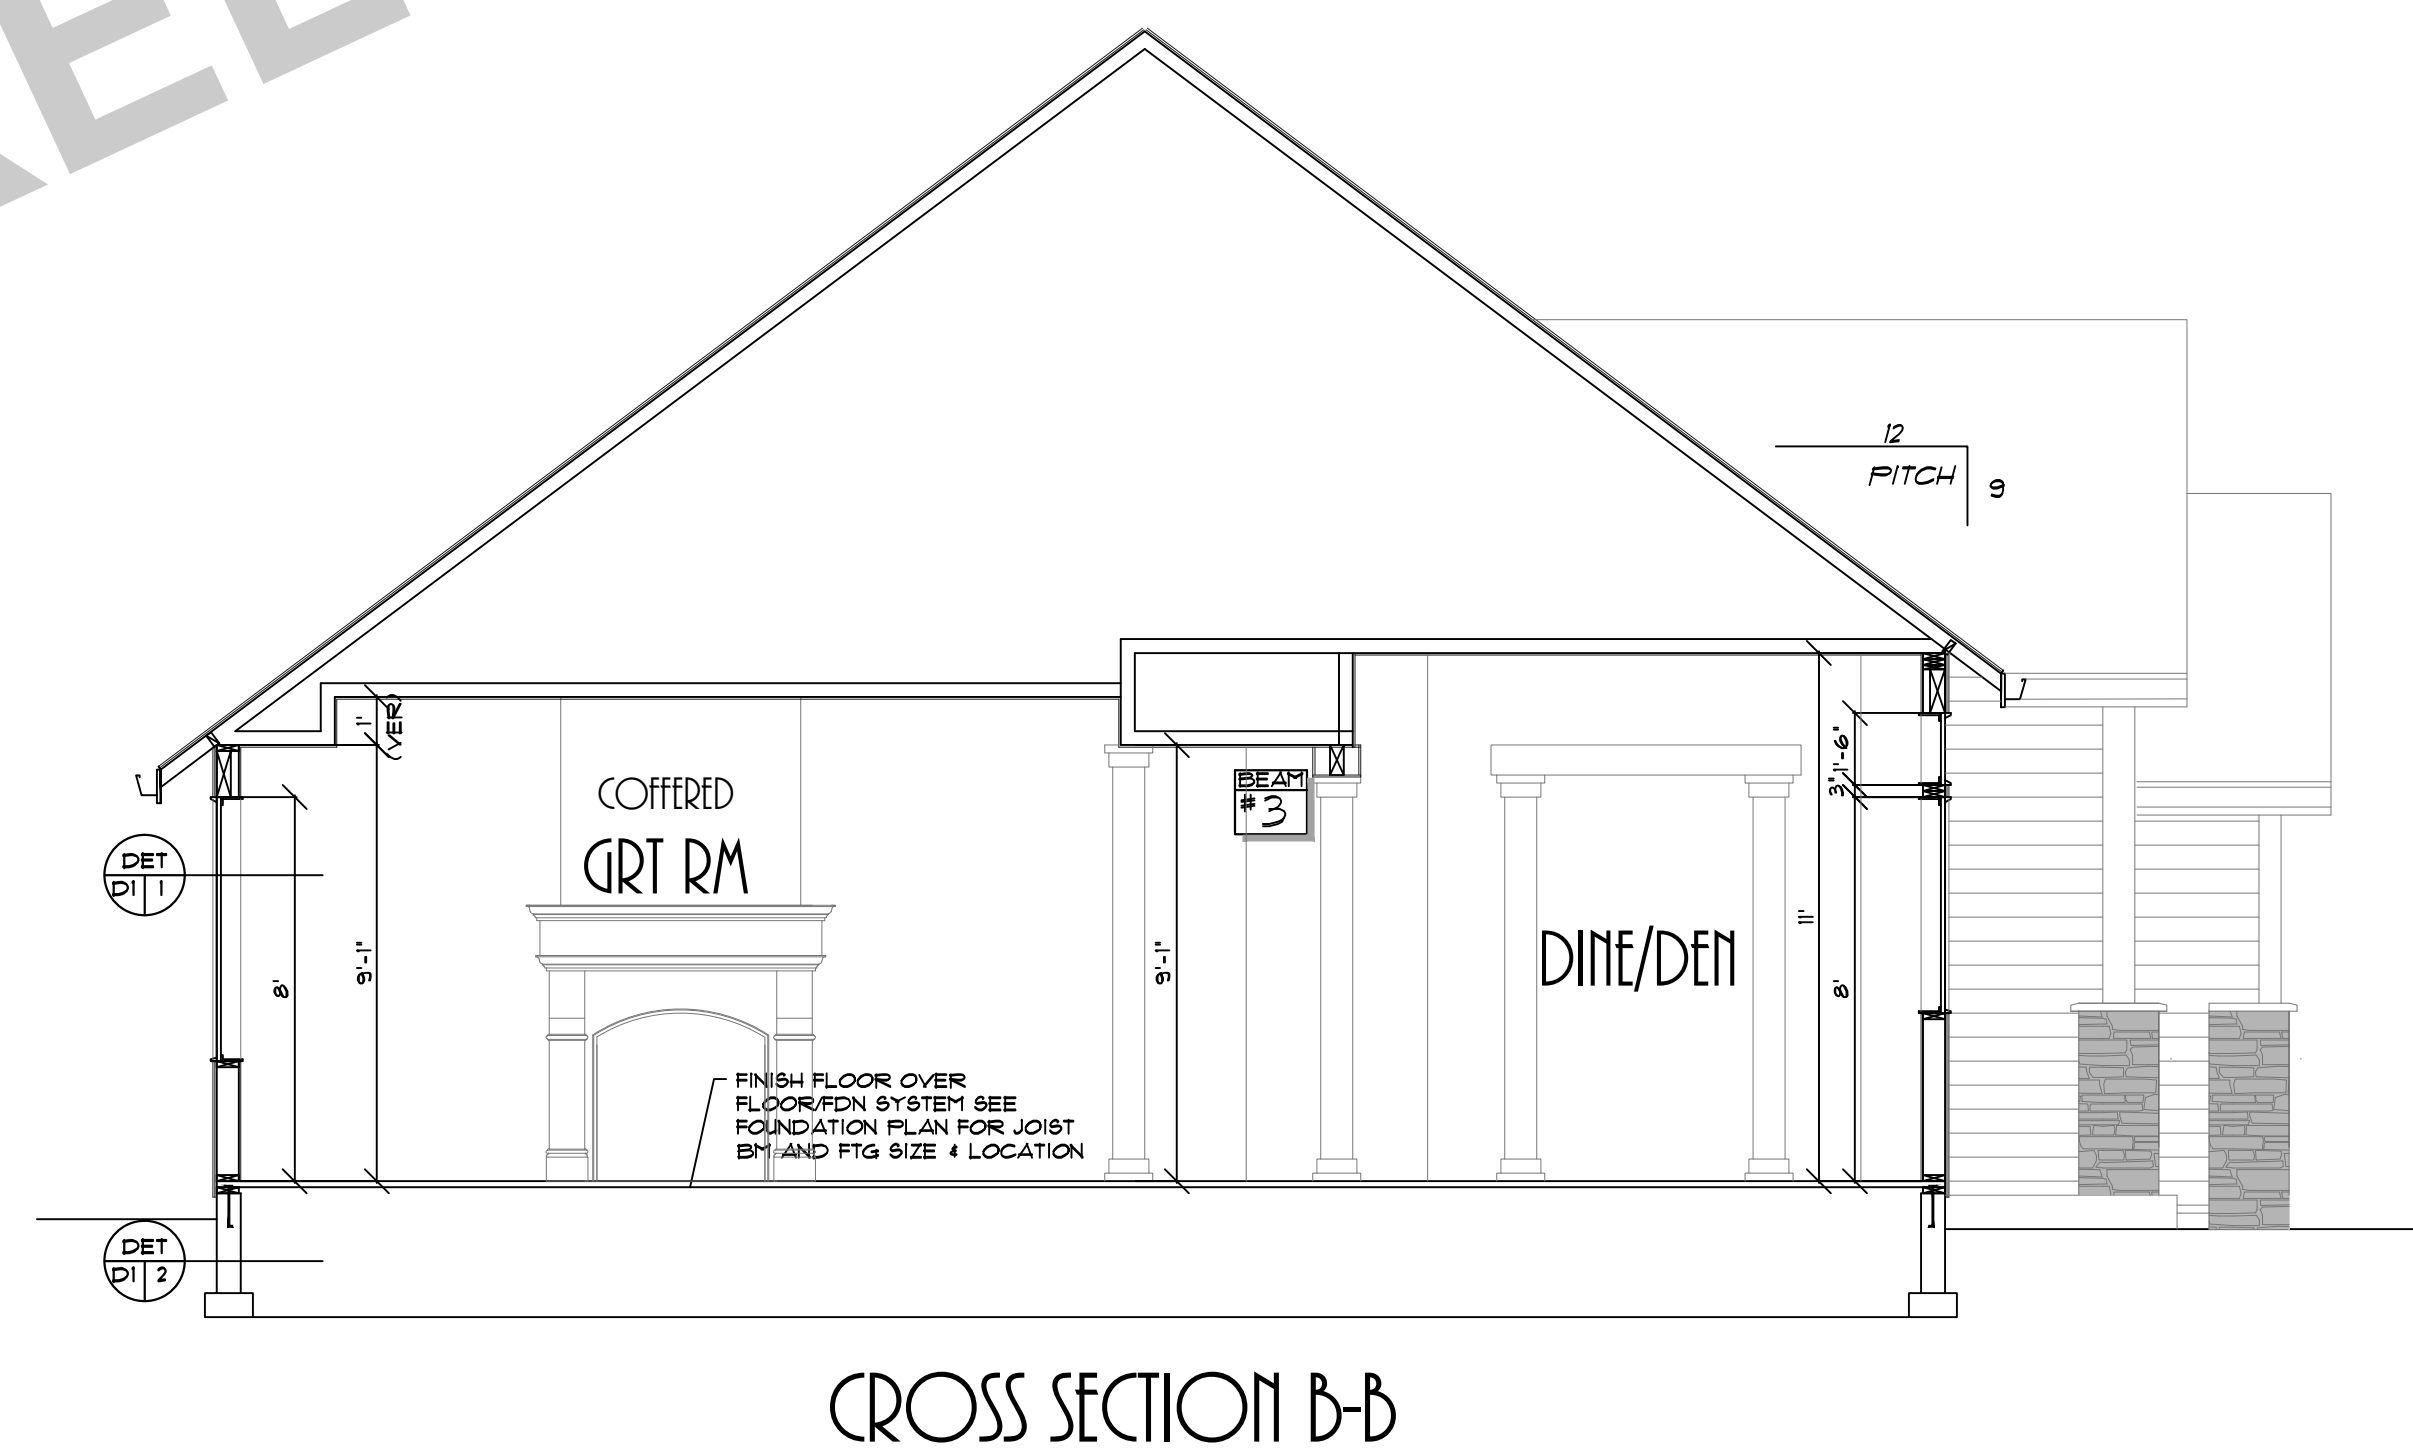 12
PITCH
9
1'
(VER)
COFFERED
GRT RM
BEAM
#3
1'-6"
3"
DET
D1 1
8'
9'-1"
9'-1"
DINE/DEN
11'
8'
FINISH FLOOR OVER
FLOOR/FDN SYSTEM SEE
FOUNDATION PLAN FOR JOIST
BM AND FTG SIZE & LOCATION
DET
D1 2
CROSS SECTION B-B